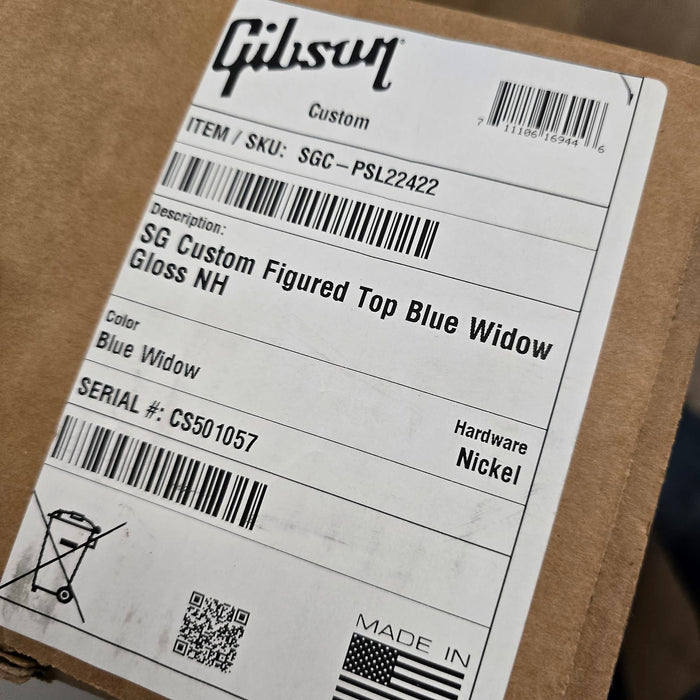 Gibson
Custom
7 11106 16944 6
ITEM / SKU: SGC-PSL22422
Description:
SG Custom Figured Top Blue Widow
Gloss NH
Color
Blue Widow
Hardware
Nickel
SERIAL #: CS501057
MADE IN